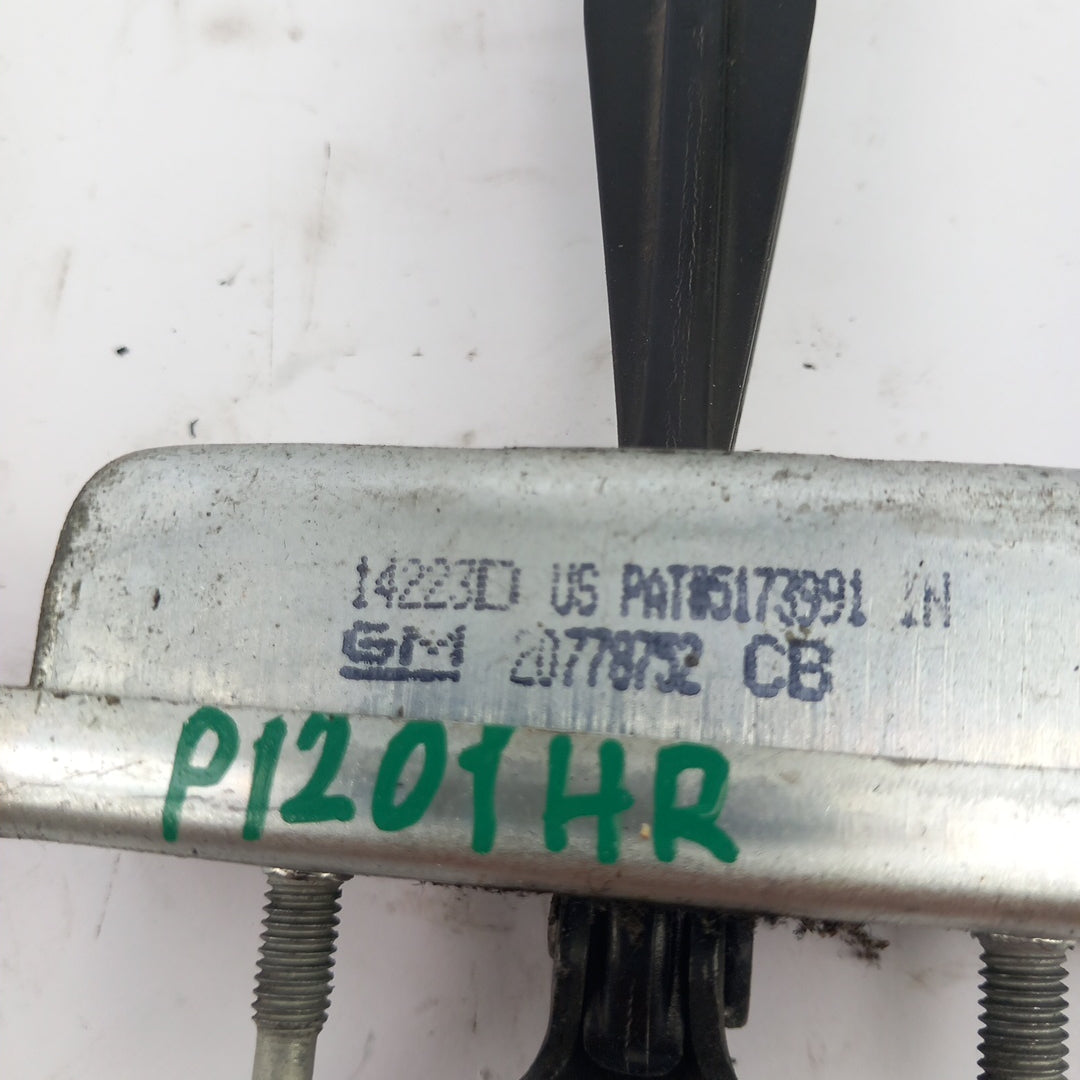 14223D US PAT#5173991 IN
GM 20778752 CB
P1201HR